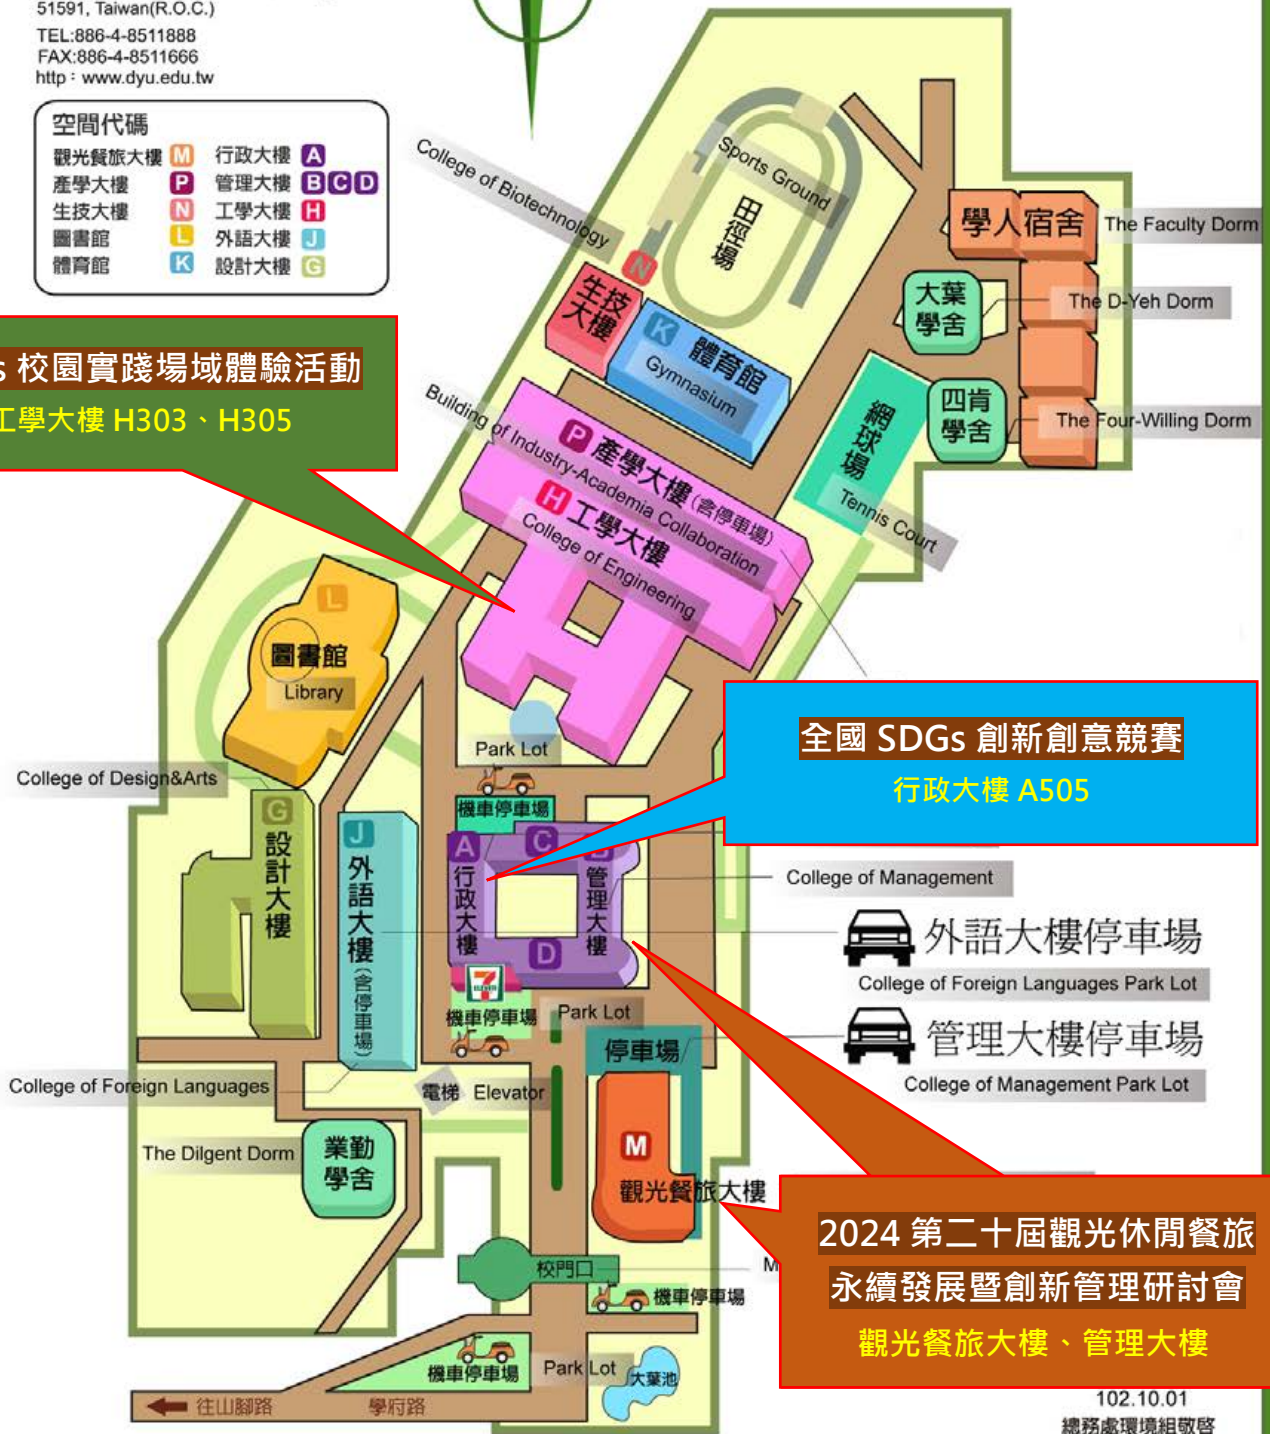 51591, Taiwan(R.O.C.)
TEL:886-4-8511888
FAX:886-4-8511666
http：www.dyu.edu.tw
空間代碼
觀光餐旅大樓 M 行政大樓 A
產學大樓 P 管理大樓 B C D
生技大樓 N 工學大樓 H
圖書館 L 外語大樓 J
體育館 K 設計大樓 G
College of Biotechnology
N
生技大樓
Sports Ground
田徑場
學人宿舍
The Faculty Dorm
大葉學舍
The D-Yeh Dorm
K 體育館
Gymnasium
s 校園實踐場域體驗活動
工學大樓 H303、H305
四肯學舍
The Four-Willing Dorm
網球場
Tennis Court
Building of Industry-Academia Collaboration
P 產學大樓(含停車場)
H 工學大樓
College of Engineering
L
圖書館
Library
全國 SDGs 創新創意競賽
行政大樓 A505
Park Lot
機車停車場
College of Design&Arts
G
設計大樓
J
外語大樓(含停車場)
A
行政大樓
C
B
管理大樓
D
College of Management
外語大樓停車場
College of Foreign Languages Park Lot
7
ELEVEN
機車停車場
Park Lot
停車場
管理大樓停車場
College of Management Park Lot
College of Foreign Languages
電梯 Elevator
The Dilgent Dorm
業勤學舍
M
觀光餐旅大樓
2024 第二十屆觀光休閒餐旅
永續發展暨創新管理研討會
觀光餐旅大樓、管理大樓
校門口
M
機車停車場
機車停車場
Park Lot
大葉池
往山腳路
學府路
102.10.01
總務處環境組敬啓